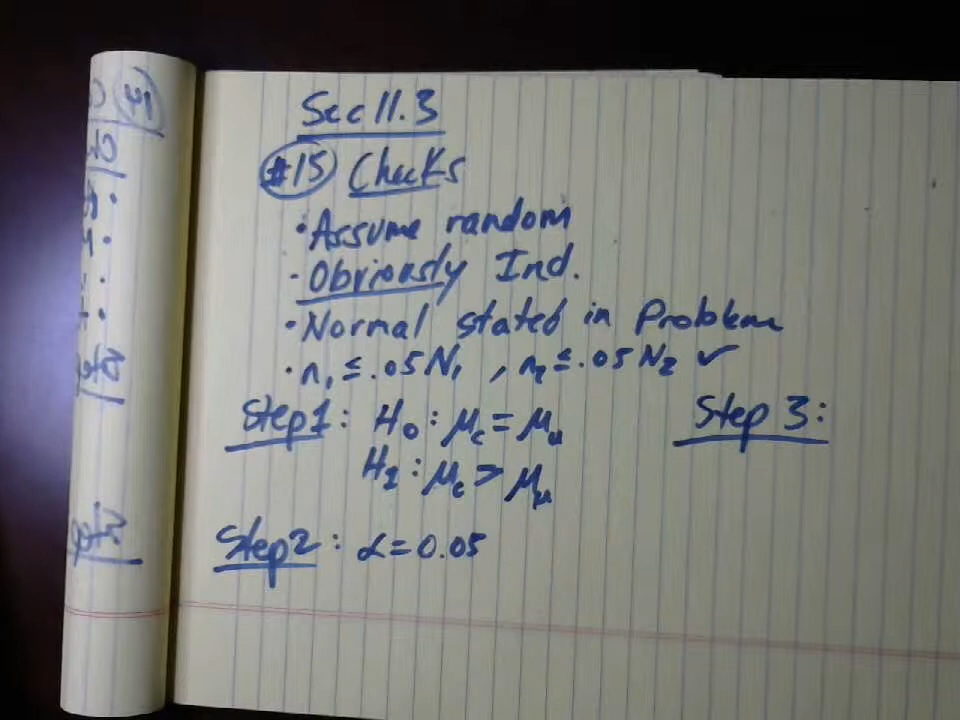 Sec 11.3
#15 Checks
• Assume random
- Obviously Ind.
• Normal stated in Problem
• n₁ ≤ .05N₁ , n₂ ≤ .05N₂ ✓
Step 1: H₀ : μc = μu
H₁ : μc > μu
Step 2: α = 0.05
Step 3: